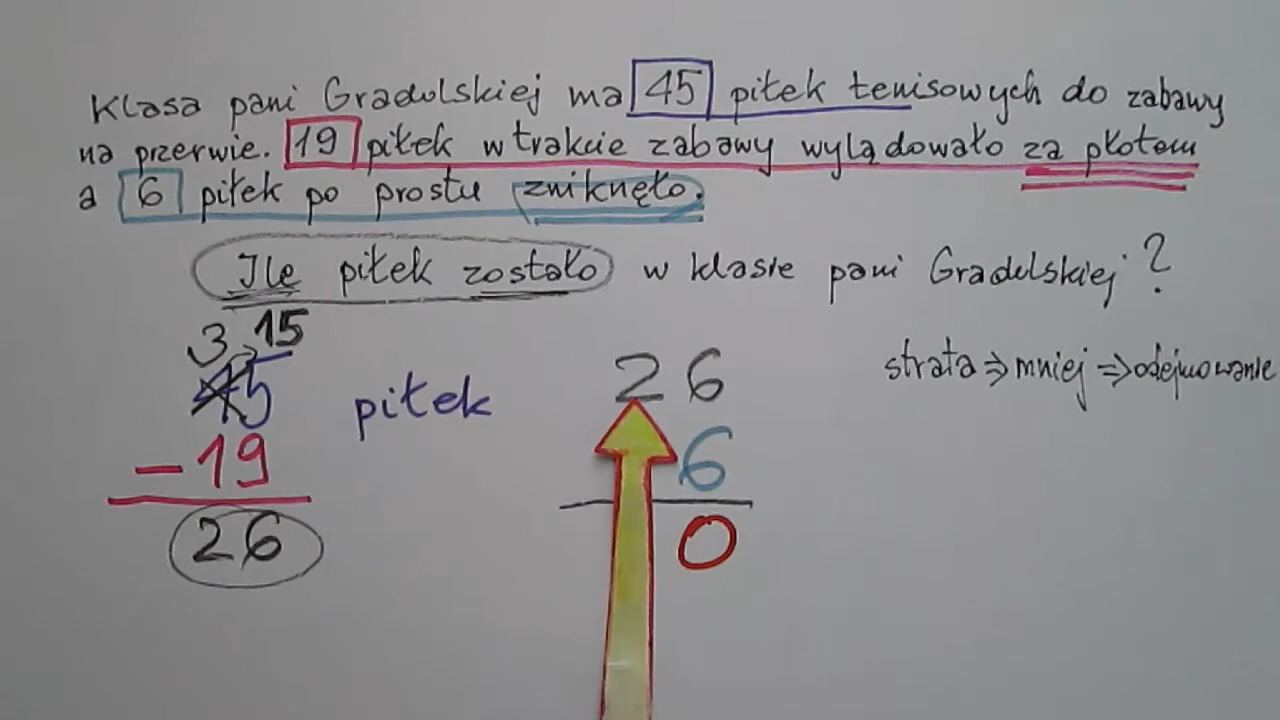 Klasa pani Gradolskiej ma 45 piłek tenisowych do zabawy
na przerwie. 19 piłek w trakcie zabawy wylądowało za płotem
a 6 piłek po prostu zniknęło.
Ile piłek zostało w klasie pani Gradolskiej?
3 15
45 piłek
- 19
26
26
6
0
strata ⇒ mniej ⇒ odejmowanie